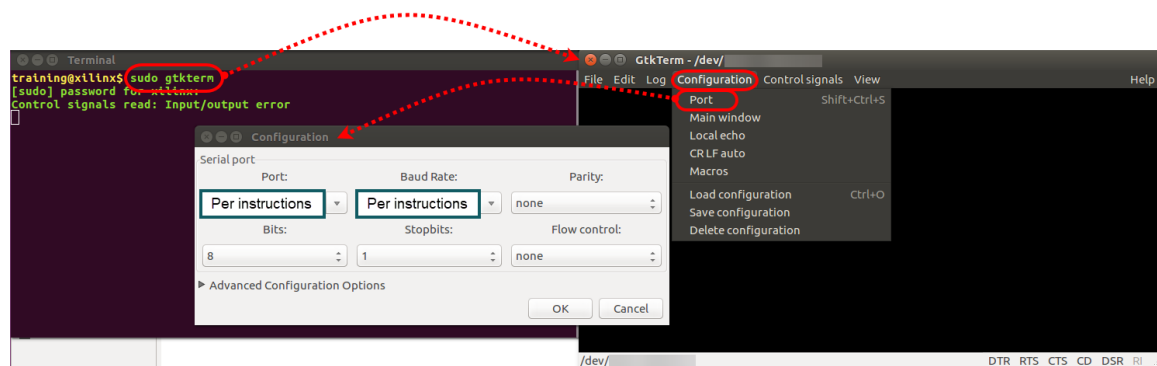 Terminal
training@xilinx$ sudo gtkterm
[sudo] password for xilinx:
Control signals read: Input/output error
Configuration
Serial port
Port: Baud Rate: Parity:
Per instructions Per instructions none
Bits: Stopbits: Flow control:
8 1 none
Advanced Configuration Options
OK Cancel
GtkTerm - /dev/
File Edit Log Configuration Control signals View Help
Port Shift+Ctrl+S
Main window
Local echo
CR LF auto
Macros
Load configuration Ctrl+O
Save configuration
Delete configuration
/dev/ DTR RTS CTS CD DSR RI